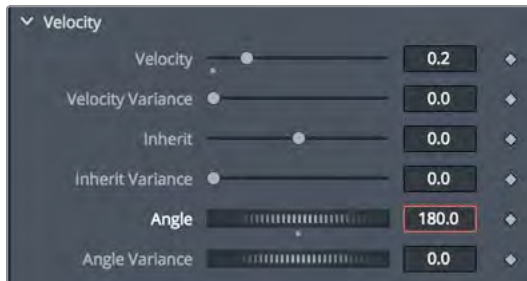 Velocity
Velocity 0.2
Velocity Variance 0.0
Inherit 0.0
Inherit Variance 0.0
Angle 180.0
Angle Variance 0.0